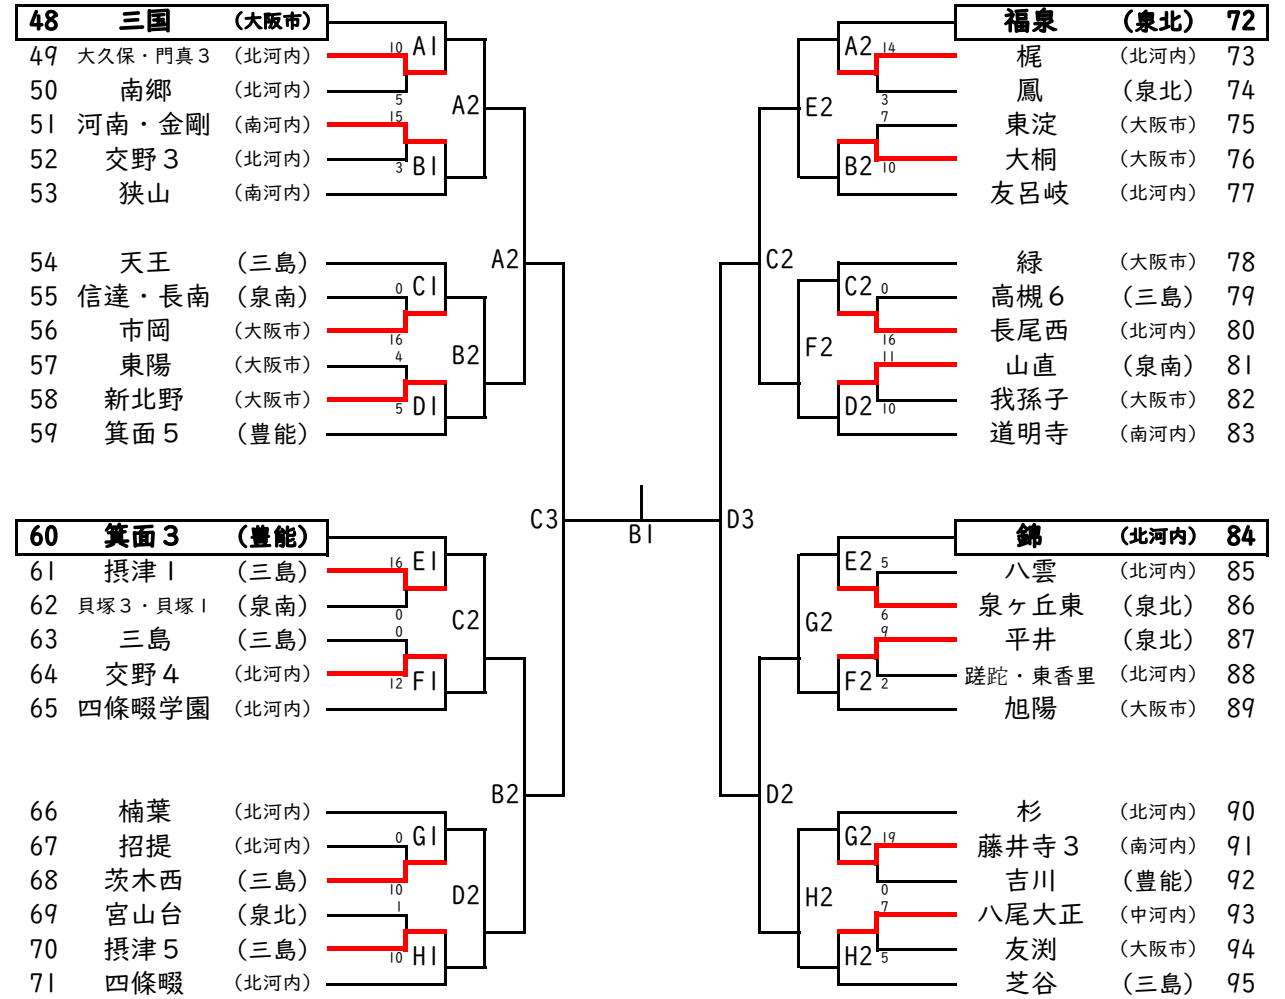 48 三国 (大阪市)
49 大久保・門真3 (北河内) 10
A1
50 南郷 (北河内) 5
A2
51 河南・金剛 (南河内) 15
52 交野3 (北河内) 3
B1
53 狭山 (南河内)
A2
54 天王 (三島)
55 信達・長南 (泉南) 0
C1
56 市岡 (大阪市) 16
B2
57 東陽 (大阪市) 4
58 新北野 (大阪市) 5
D1
59 箕面5 (豊能)
C3
60 箕面3 (豊能)
61 摂津1 (三島) 16
E1
62 貝塚3・貝塚1 (泉南) 0
C2
63 三島 (三島) 0
64 交野4 (北河内) 12
F1
65 四條畷学園 (北河内)
B2
66 楠葉 (北河内)
67 招提 (北河内) 0
G1
68 茨木西 (三島) 10
D2
69 宮山台 (泉北) 1
70 摂津5 (三島) 10
H1
71 四條畷 (北河内)
B1
福泉 (泉北) 72
A2
14 梶 (北河内) 73
3 鳳 (泉北) 74
E2
7 東淀 (大阪市) 75
B2
10 大桐 (大阪市) 76
友呂岐 (北河内) 77
C2
緑 (大阪市) 78
C2
0 高槻6 (三島) 79
16 長尾西 (北河内) 80
F2
11 山直 (泉南) 81
D2
10 我孫子 (大阪市) 82
道明寺 (南河内) 83
D3
錦 (北河内) 84
E2
5 八雲 (北河内) 85
6 泉ヶ丘東 (泉北) 86
G2
9 平井 (泉北) 87
F2
2 蹉跎・東香里 (北河内) 88
旭陽 (大阪市) 89
D2
杉 (北河内) 90
G2
19 藤井寺3 (南河内) 91
0 吉川 (豊能) 92
H2
7 八尾大正 (中河内) 93
H2
5 友渕 (大阪市) 94
芝谷 (三島) 95